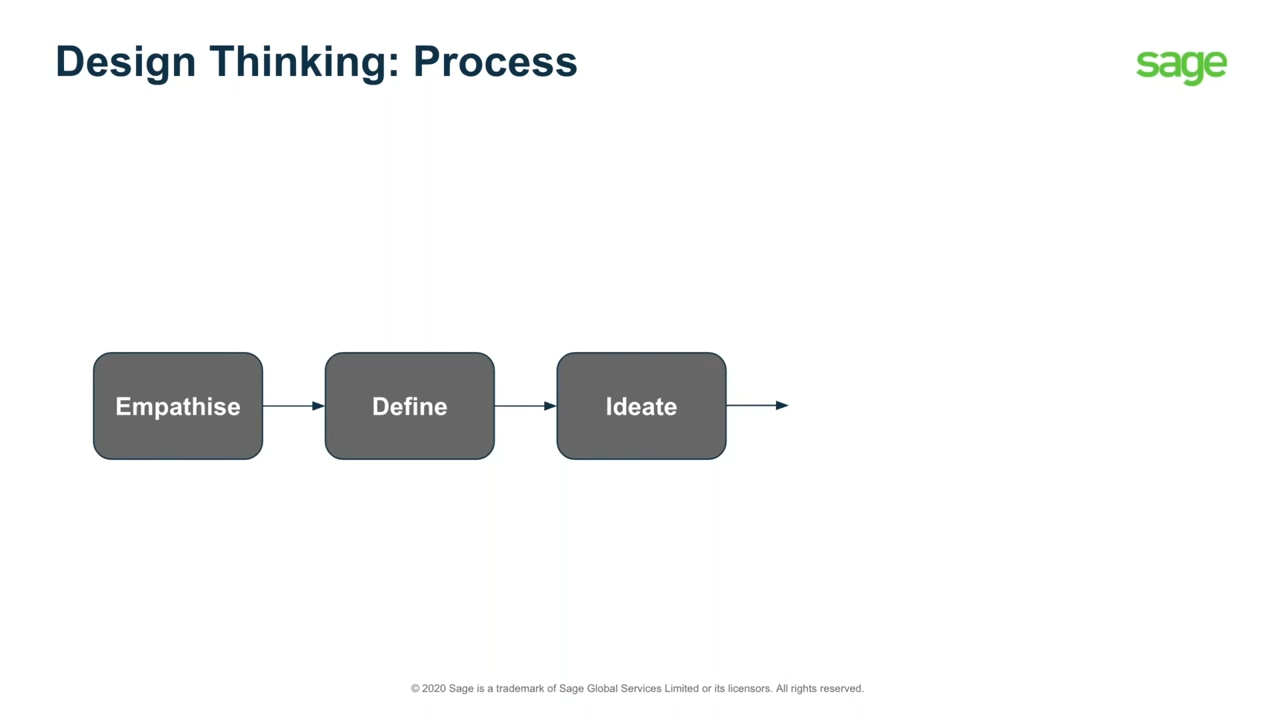 Design Thinking: Process
sage
Empathise
Define
Ideate
© 2020 Sage is a trademark of Sage Global Services Limited or its licensors. All rights reserved.